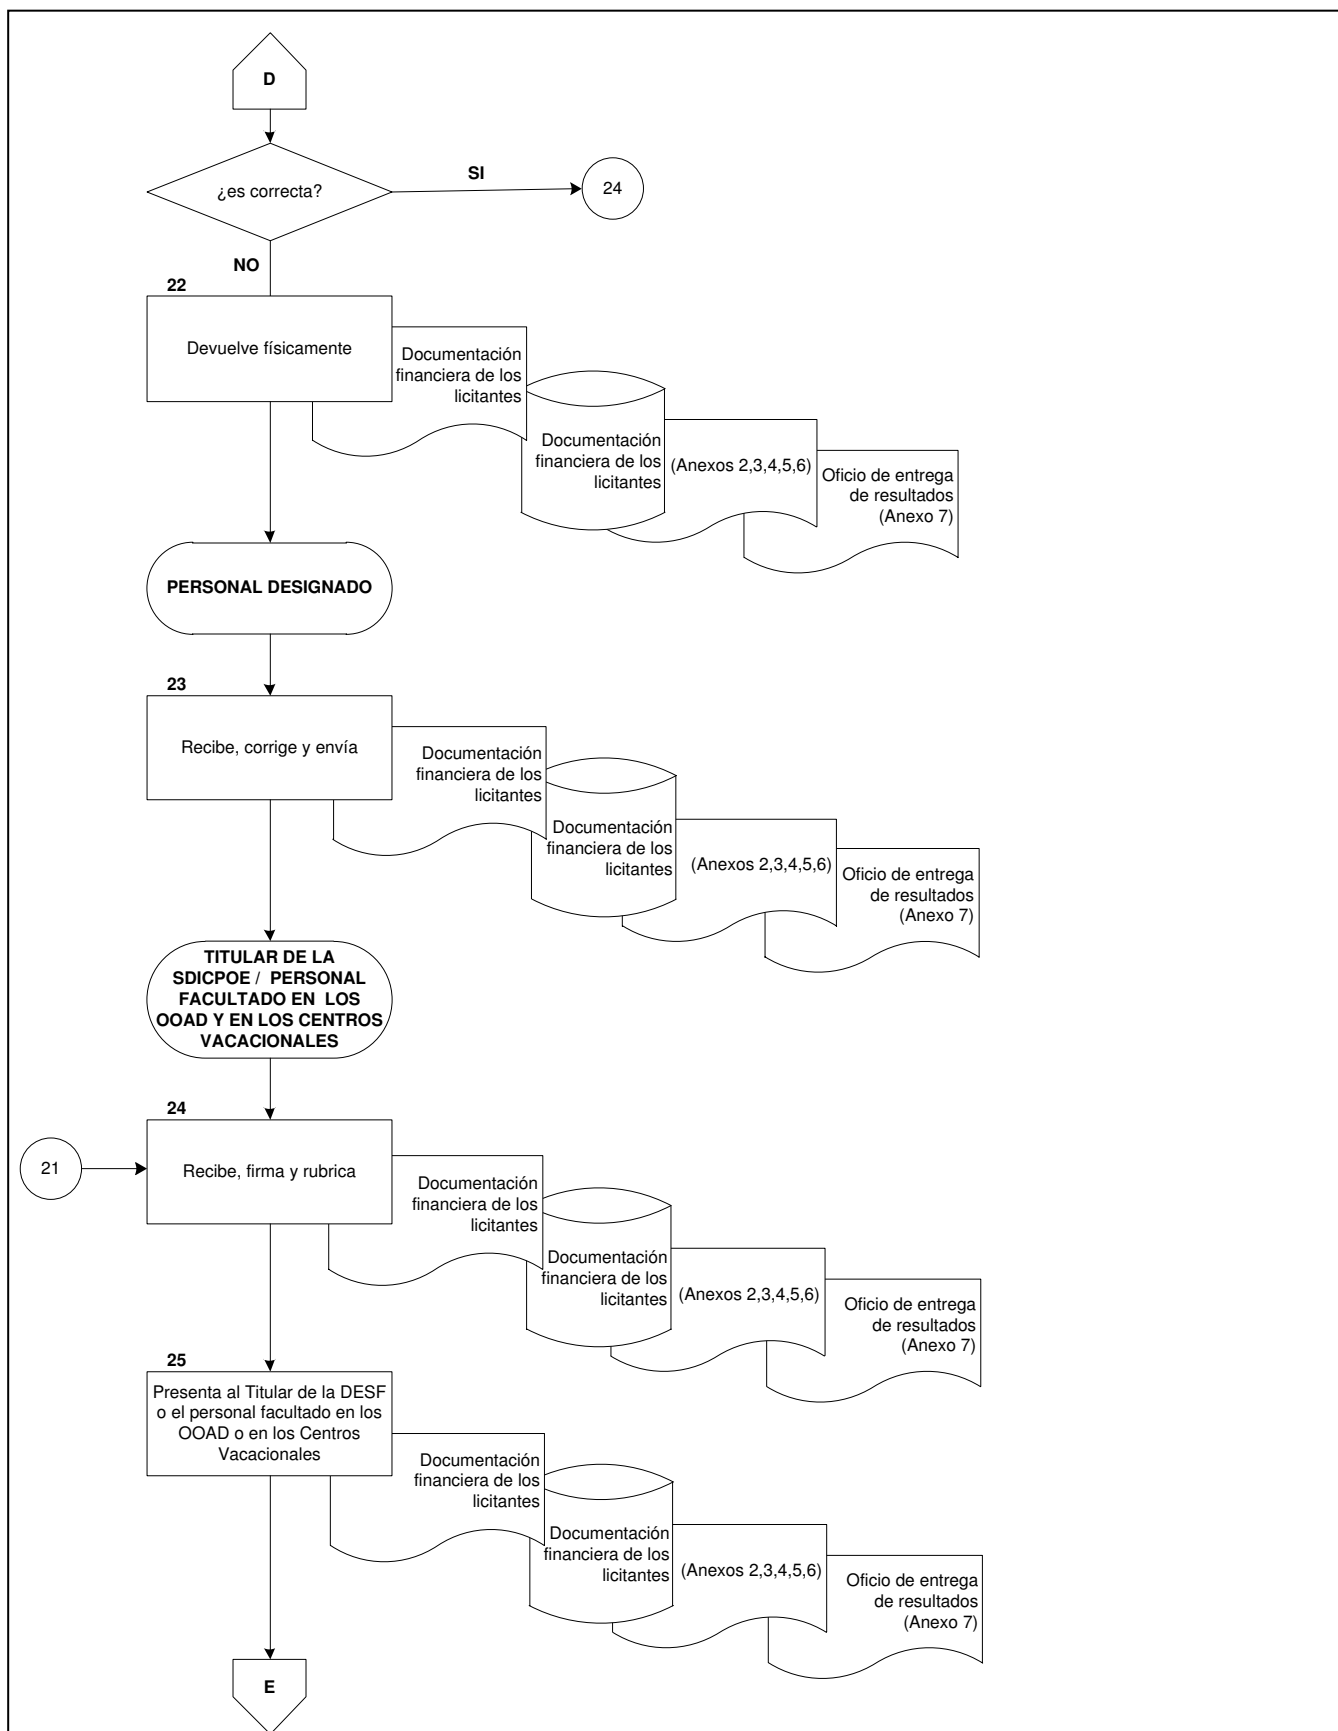 D
¿es correcta?
SI
24
NO
22
Devuelve físicamente
Documentación
financiera de los
licitantes
Documentación
financiera de los
licitantes
(Anexos 2,3,4,5,6)
Oficio de entrega
de resultados
(Anexo 7)
PERSONAL DESIGNADO
23
Recibe, corrige y envía
Documentación
financiera de los
licitantes
Documentación
financiera de los
licitantes
(Anexos 2,3,4,5,6)
Oficio de entrega
de resultados
(Anexo 7)
TITULAR DE LA
SDICPOE / PERSONAL
FACULTADO EN LOS
OOAD Y EN LOS CENTROS
VACACIONALES
24
21
Recibe, firma y rubrica
Documentación
financiera de los
licitantes
Documentación
financiera de los
licitantes
(Anexos 2,3,4,5,6)
Oficio de entrega
de resultados
(Anexo 7)
25
Presenta al Titular de la DESF
o el personal facultado en los
OOAD o en los Centros
Vacacionales
Documentación
financiera de los
licitantes
Documentación
financiera de los
licitantes
(Anexos 2,3,4,5,6)
Oficio de entrega
de resultados
(Anexo 7)
E